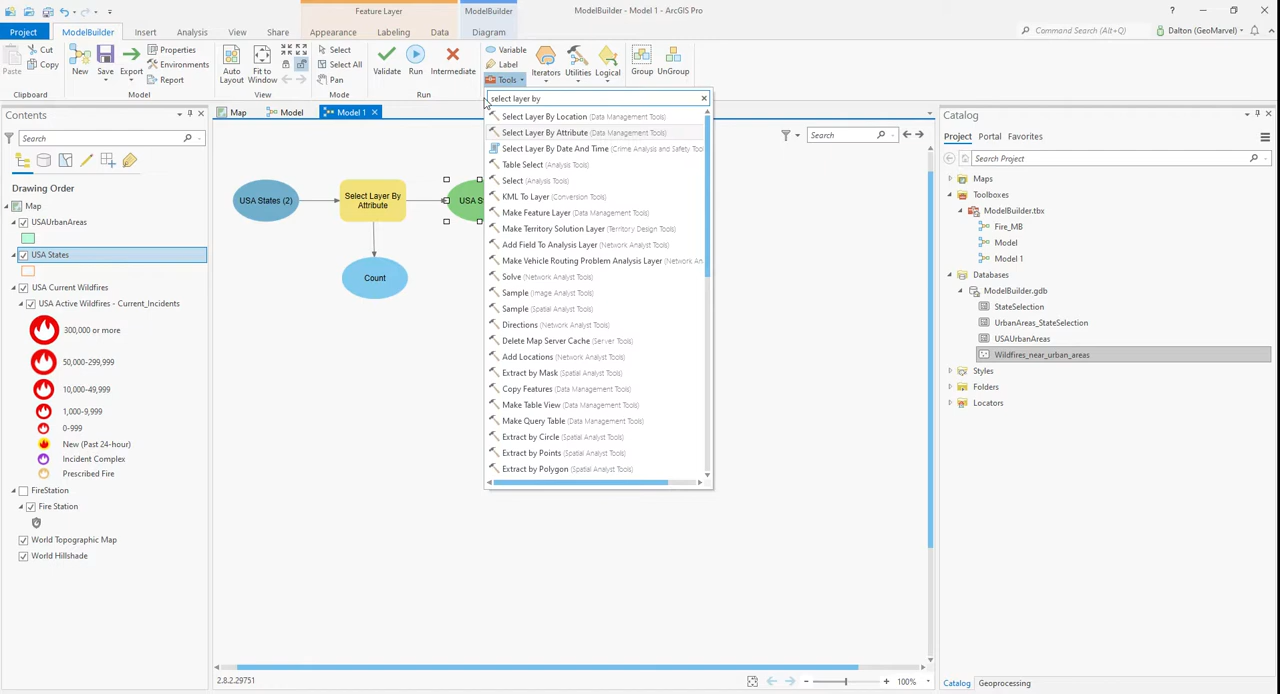 Feature Layer
ModelBuilder
ModelBuilder - Model 1 - ArcGIS Pro
?
Project
ModelBuilder
Insert
Analysis
View
Share
Appearance
Labeling
Data
Diagram
Command Search (Alt+Q)
Dalton (GeoMarvel)
Paste
Cut
Copy
Clipboard
New
Save
Export
Properties
Environments
Report
Model
Auto Layout
Fit to Window
View
Select
Select All
Pan
Mode
Validate
Run
Intermediate
Run
Variable
Label
Tools
Iterators
Utilities
Logical
Group
UnGroup
Contents
Search
Drawing Order
Map
USAUrbanAreas
USA States
USA Current Wildfires
USA Active Wildfires - Current_Incidents
300,000 or more
50,000-299,999
10,000-49,999
1,000-9,999
0-999
New (Past 24-hour)
Incident Complex
Prescribed Fire
FireStation
Fire Station
World Topographic Map
World Hillshade
Map
Model
Model 1
Search
USA States (2)
Select Layer By
Attribute
USA S
Count
select layer by
Select Layer By Location (Data Management Tools)
Select Layer By Attribute (Data Management Tools)
Select Layer By Date And Time (Crime Analysis and Safety Too
Table Select (Analysis Tools)
Select (Analysis Tools)
KML To Layer (Conversion Tools)
Make Feature Layer (Data Management Tools)
Make Territory Solution Layer (Territory Design Tools)
Add Field To Analysis Layer (Network Analyst Tools)
Make Vehicle Routing Problem Analysis Layer (Network An
Solve (Network Analyst Tools)
Sample (Image Analyst Tools)
Sample (Spatial Analyst Tools)
Directions (Network Analyst Tools)
Delete Map Server Cache (Server Tools)
Add Locations (Network Analyst Tools)
Extract by Mask (Spatial Analyst Tools)
Copy Features (Data Management Tools)
Make Table View (Data Management Tools)
Make Query Table (Data Management Tools)
Extract by Circle (Spatial Analyst Tools)
Extract by Points (Spatial Analyst Tools)
Extract by Polygon (Spatial Analyst Tools)
2.8.2.29751
100%
Catalog
Project
Portal
Favorites
Search Project
Maps
Toolboxes
ModelBuilder.tbx
Fire_MB
Model
Model 1
Databases
ModelBuilder.gdb
StateSelection
UrbanAreas_StateSelection
USAUrbanAreas
Wildfires_near_urban_areas
Styles
Folders
Locators
Catalog
Geoprocessing